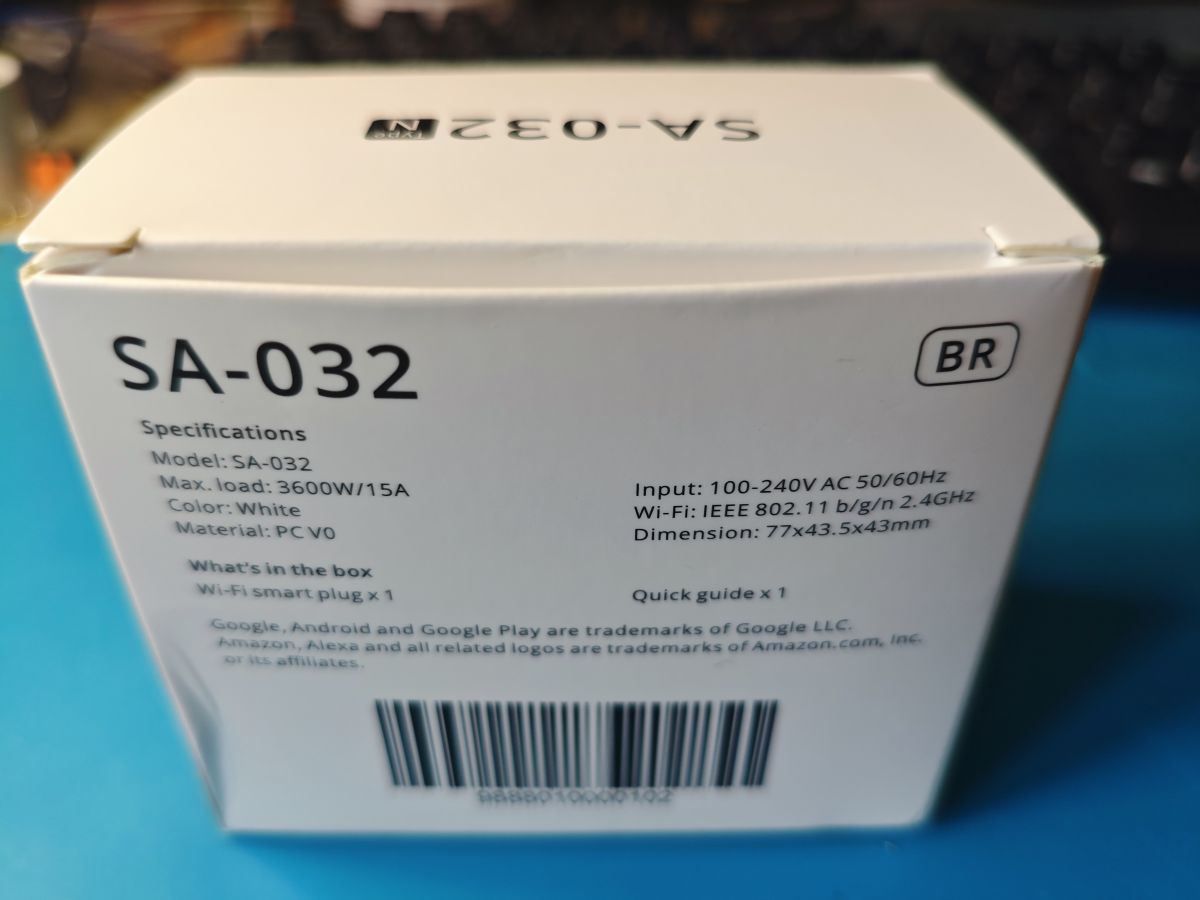 SA-032 type N
SA-032
BR
Specifications
Model: SA-032
Max. load: 3600W/15A
Color: White
Material: PC V0
Input: 100-240V AC 50/60Hz
Wi-Fi: IEEE 802.11 b/g/n 2.4GHz
Dimension: 77x43.5x43mm
What's in the box
Wi-Fi smart plug x 1
Quick guide x 1
Google, Android and Google Play are trademarks of Google LLC.
Amazon, Alexa and all related logos are trademarks of Amazon.com, Inc.
or its affiliates.